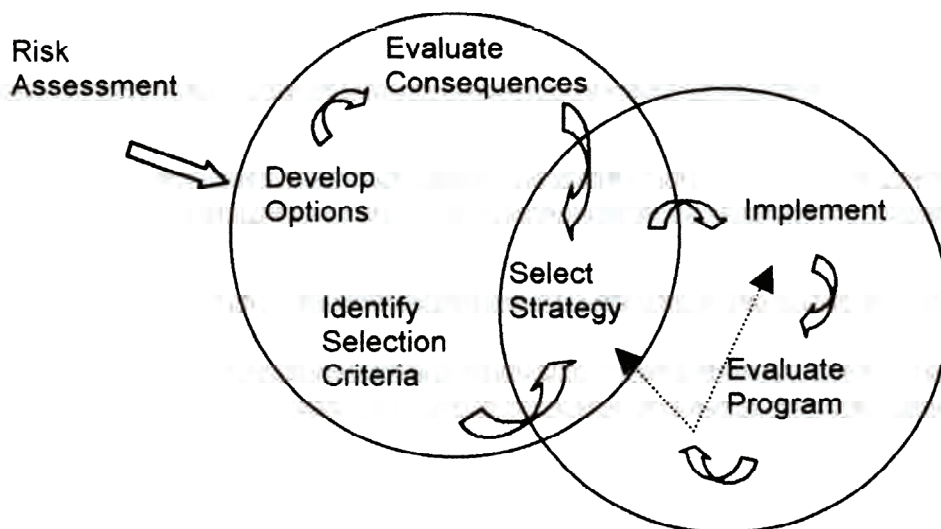 Risk
Assessment
Evaluate
Consequences
Develop
Options
Implement
Select
Strategy
Identify
Selection
Criteria
Evaluate
Program